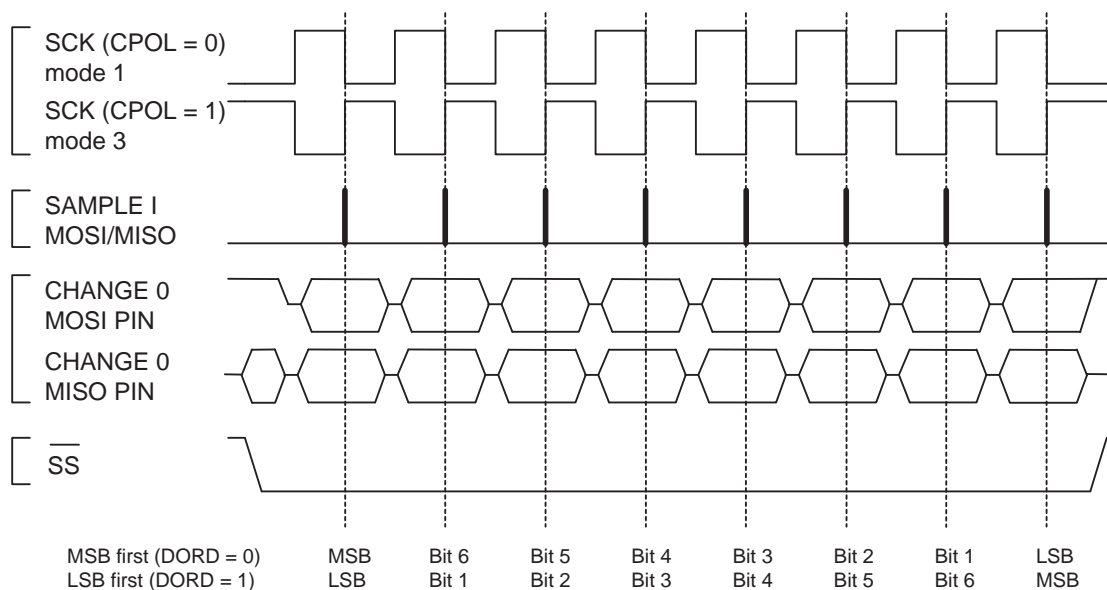 SCK (CPOL = 0)
mode 1
SCK (CPOL = 1)
mode 3
SAMPLE I
MOSI/MISO
CHANGE 0
MOSI PIN
CHANGE 0
MISO PIN
SS
MSB first (DORD = 0) MSB Bit 6 Bit 5 Bit 4 Bit 3 Bit 2 Bit 1 LSB
LSB first (DORD = 1) LSB Bit 1 Bit 2 Bit 3 Bit 4 Bit 5 Bit 6 MSB